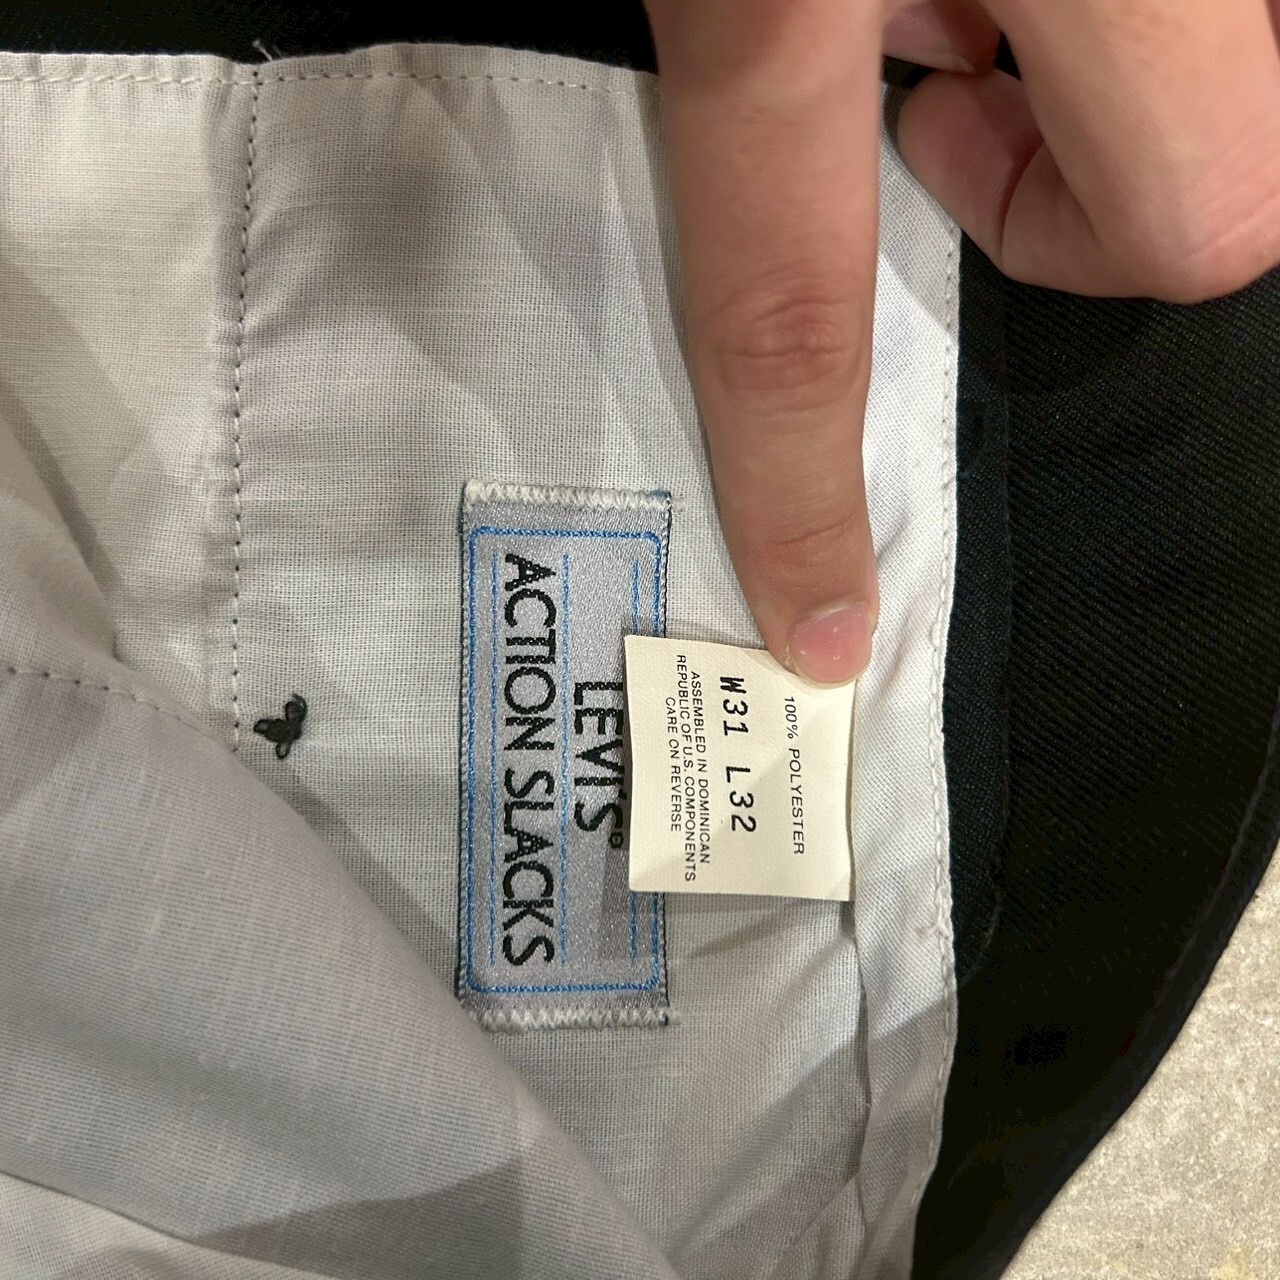 LEVI'S®
ACTION SLACKS
100% POLYESTER
W31 L32
ASSEMBLED IN DOMINICAN
REPUBLIC OF U.S. COMPONENTS
CARE ON REVERSE